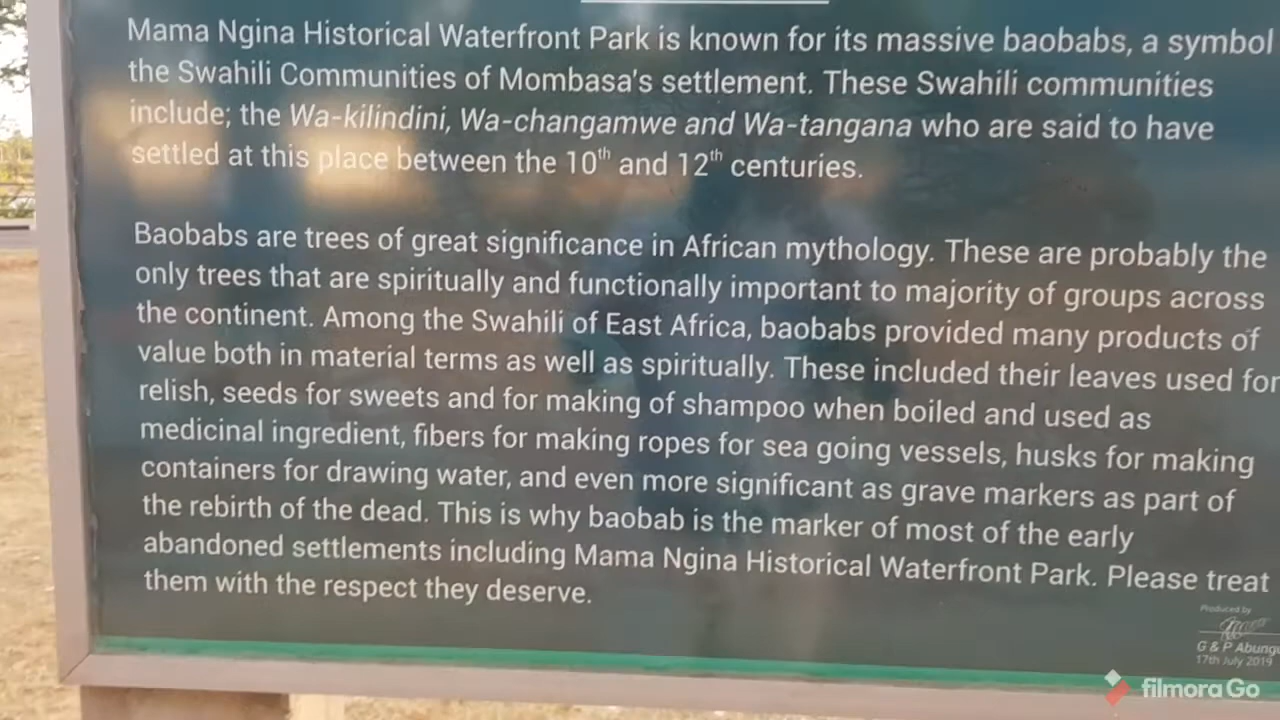 Mama Ngina Historical Waterfront Park is known for its massive baobabs, a symbol
the Swahili Communities of Mombasa's settlement. These Swahili communities
include; the Wa-kilindini, Wa-changamwe and Wa-tangana who are said to have
settled at this place between the 10th and 12th centuries.
Baobabs are trees of great significance in African mythology. These are probably the
only trees that are spiritually and functionally important to majority of groups across
the continent. Among the Swahili of East Africa, baobabs provided many products of
value both in material terms as well as spiritually. These included their leaves used for
relish, seeds for sweets and for making of shampoo when boiled and used as
medicinal ingredient, fibers for making ropes for sea going vessels, husks for making
containers for drawing water, and even more significant as grave markers as part of
the rebirth of the dead. This is why baobab is the marker of most of the early
abandoned settlements including Mama Ngina Historical Waterfront Park. Please treat
them with the respect they deserve.
Produced by
G & P Abungu
17th July 2019
filmoraGo